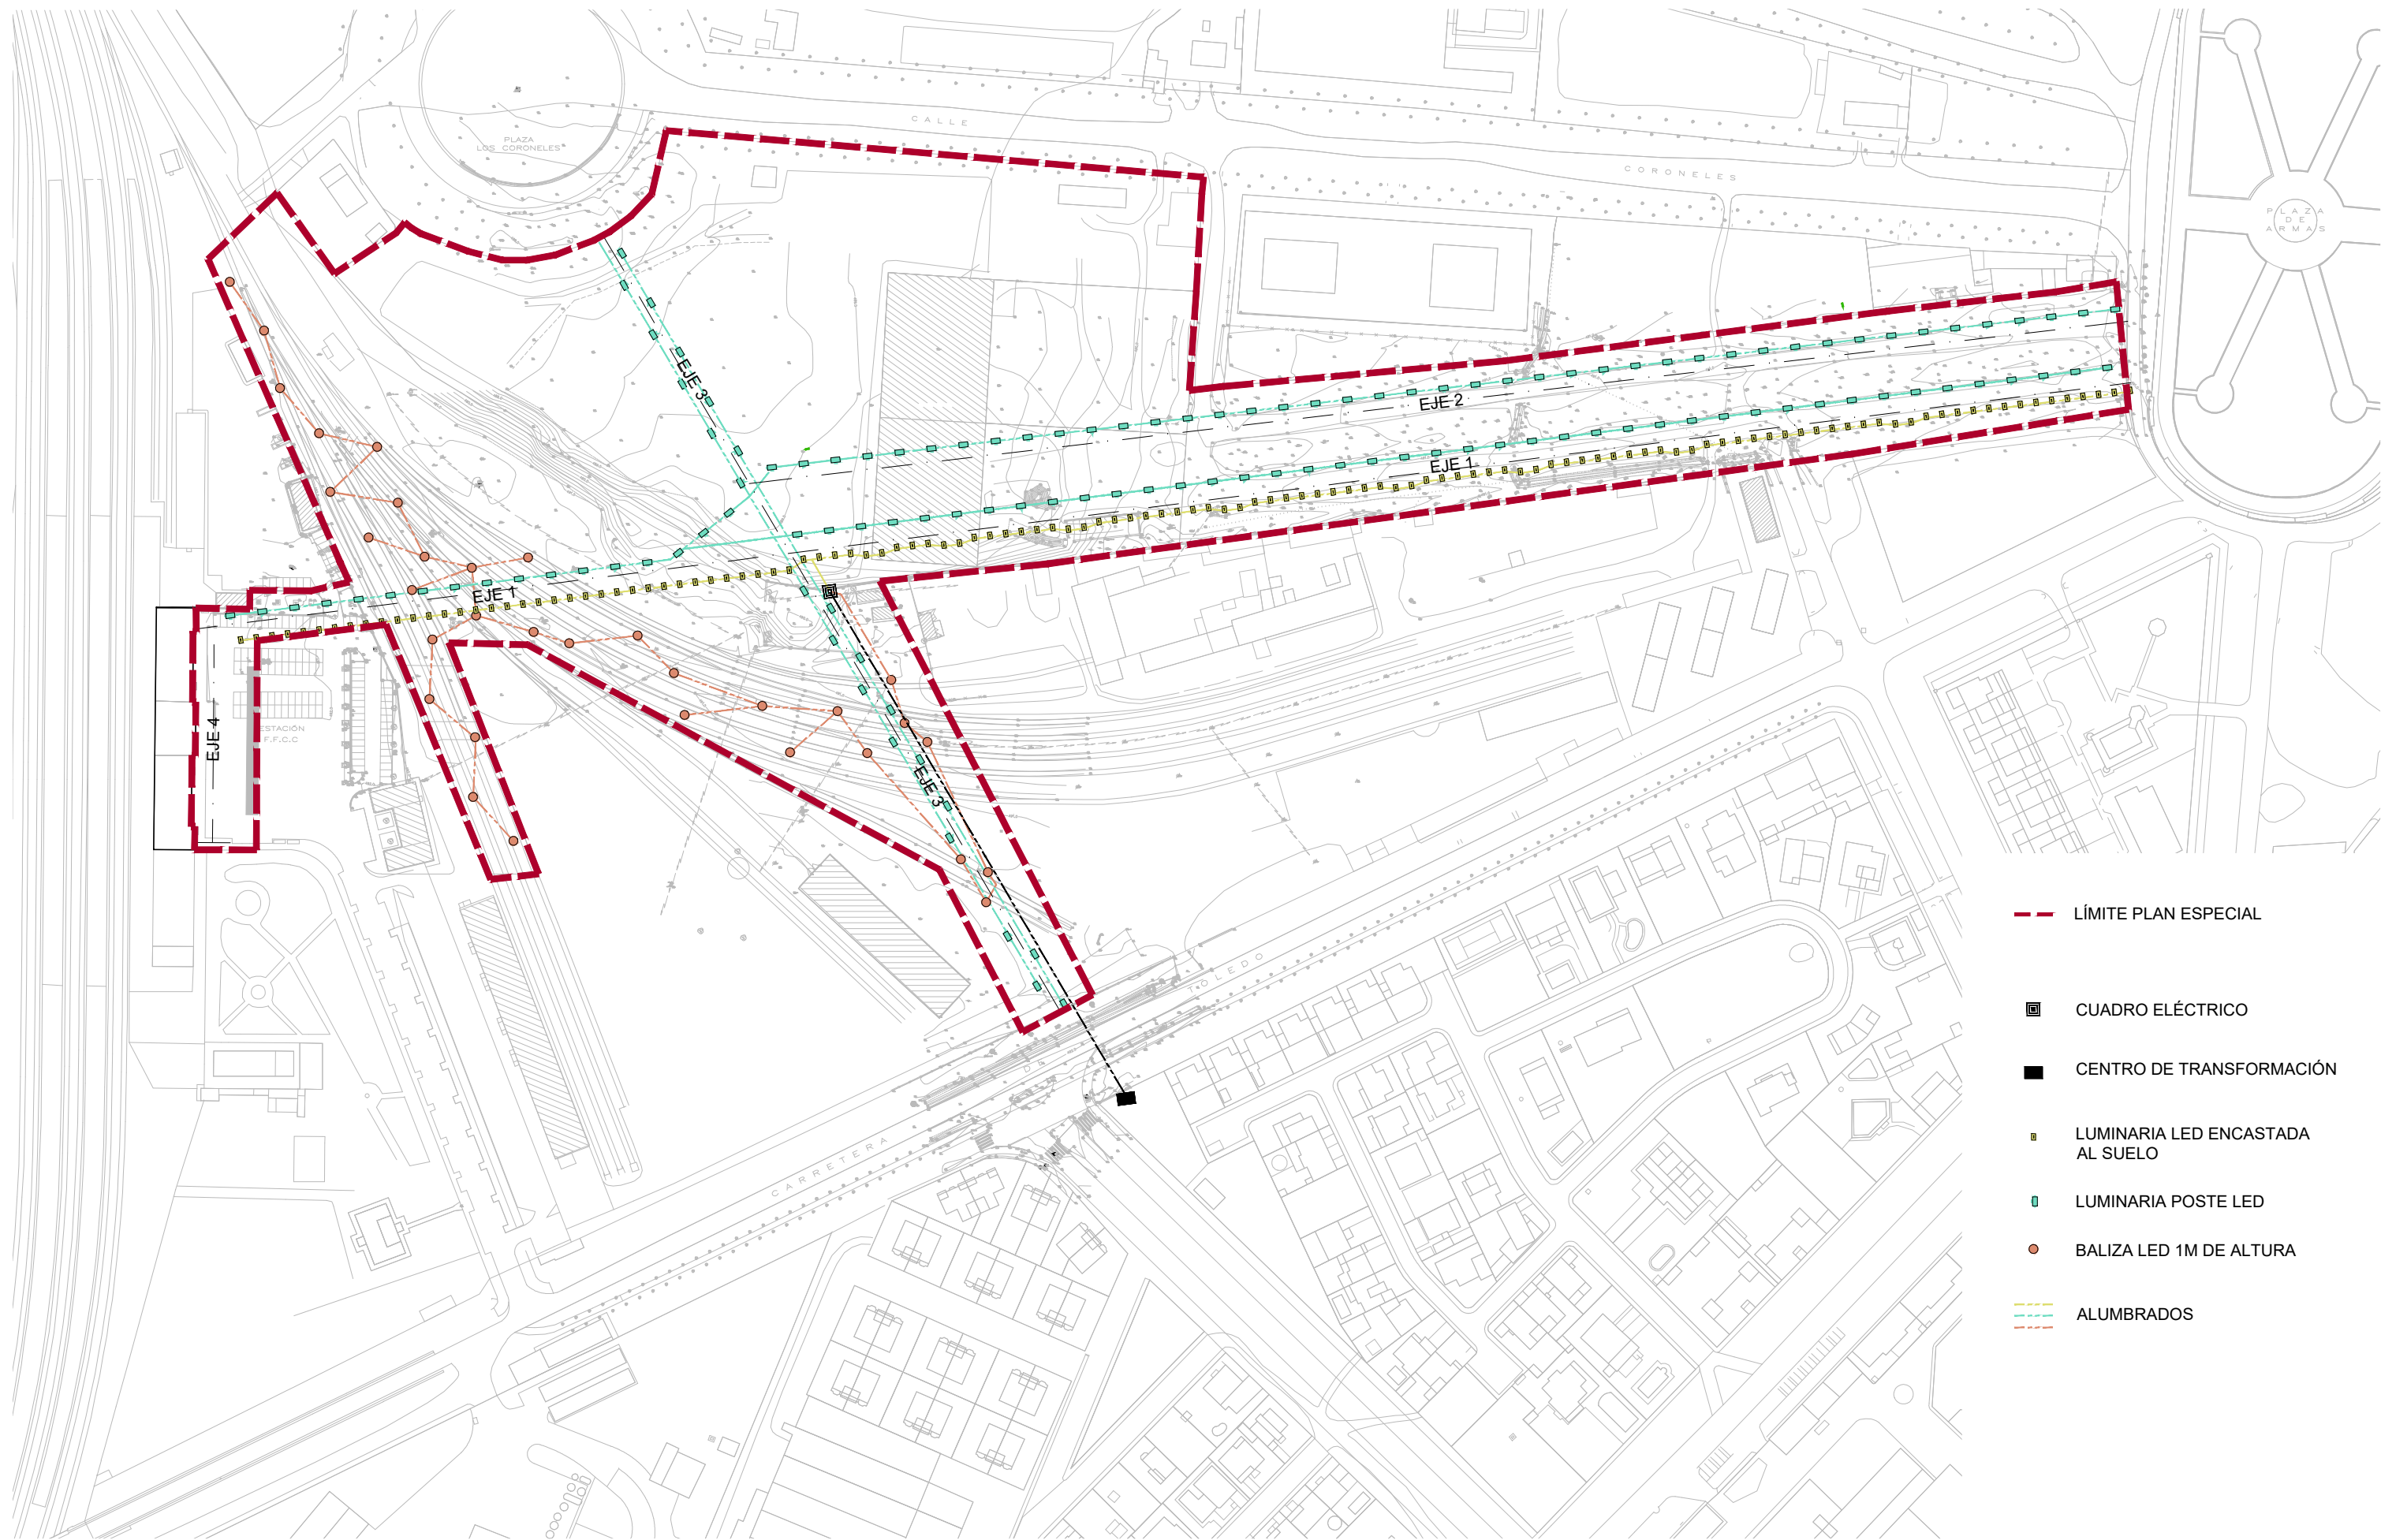 CALLE
PLAZA
LOS CORONELES
CORONELES
PLAZA
DE
ARMAS
EJE 3
EJE 2
EJE 1
EJE 1
EJE 4
ESTACIÓN
F.F.C.C
EJE 3
CARRETERA
TOLEDO
LÍMITE PLAN ESPECIAL
CUADRO ELÉCTRICO
CENTRO DE TRANSFORMACIÓN
LUMINARIA LED ENCASTADA
AL SUELO
LUMINARIA POSTE LED
BALIZA LED 1M DE ALTURA
ALUMBRADOS